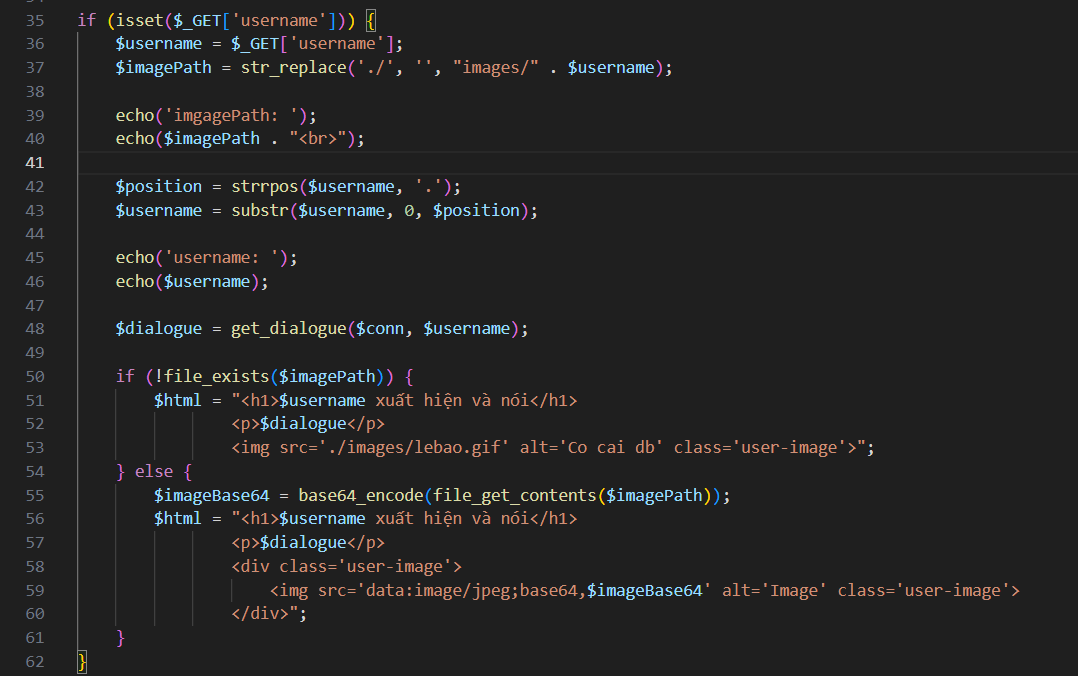 35 if (isset($_GET['username'])) {
36 $username = $_GET['username'];
37 $imagePath = str_replace('./', '', "images/" . $username);
38
39 echo('imgagePath: ');
40 echo($imagePath . "<br>");
41
42 $position = strrpos($username, '.');
43 $username = substr($username, 0, $position);
44
45 echo('username: ');
46 echo($username);
47
48 $dialogue = get_dialogue($conn, $username);
49
50 if (!file_exists($imagePath)) {
51 $html = "<h1>$username xuất hiện và nói</h1>
52 <p>$dialogue</p>
53 <img src='./images/lebao.gif' alt='Co cai db' class='user-image'>";
54 } else {
55 $imageBase64 = base64_encode(file_get_contents($imagePath));
56 $html = "<h1>$username xuất hiện và nói</h1>
57 <p>$dialogue</p>
58 <div class='user-image'>
59 <img src='data:image/jpeg;base64,$imageBase64' alt='Image' class='user-image'>
60 </div>";
61 }
62 }